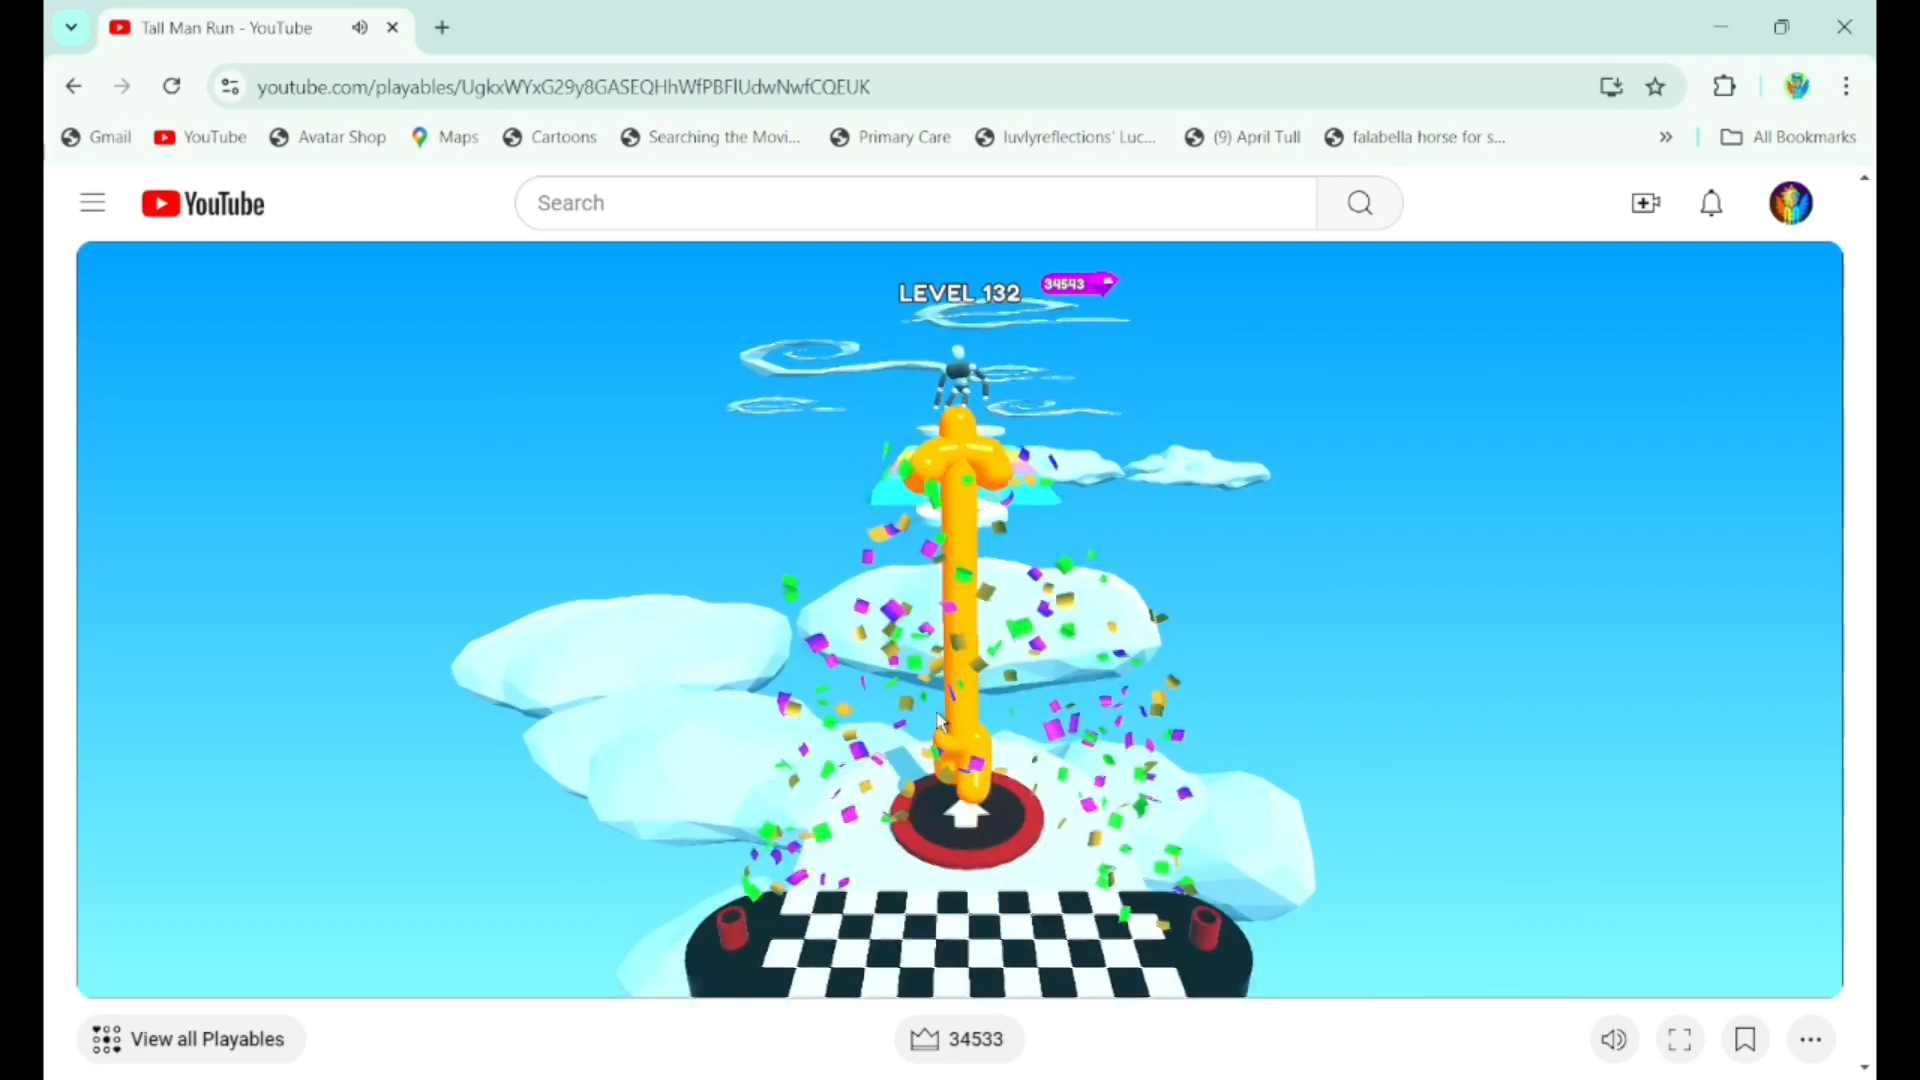 Tall Man Run - YouTube
youtube.com/playables/UgkxWYxG29y8GASEQHhWfPBFlUdwNwfCQEUK
Gmail
YouTube
Avatar Shop
Maps
Cartoons
Searching the Movi...
Primary Care
luvlyreflections' Luc...
(9) April Tull
falabella horse for s...
»
All Bookmarks
YouTube
Search
LEVEL 132
34543
View all Playables
34533